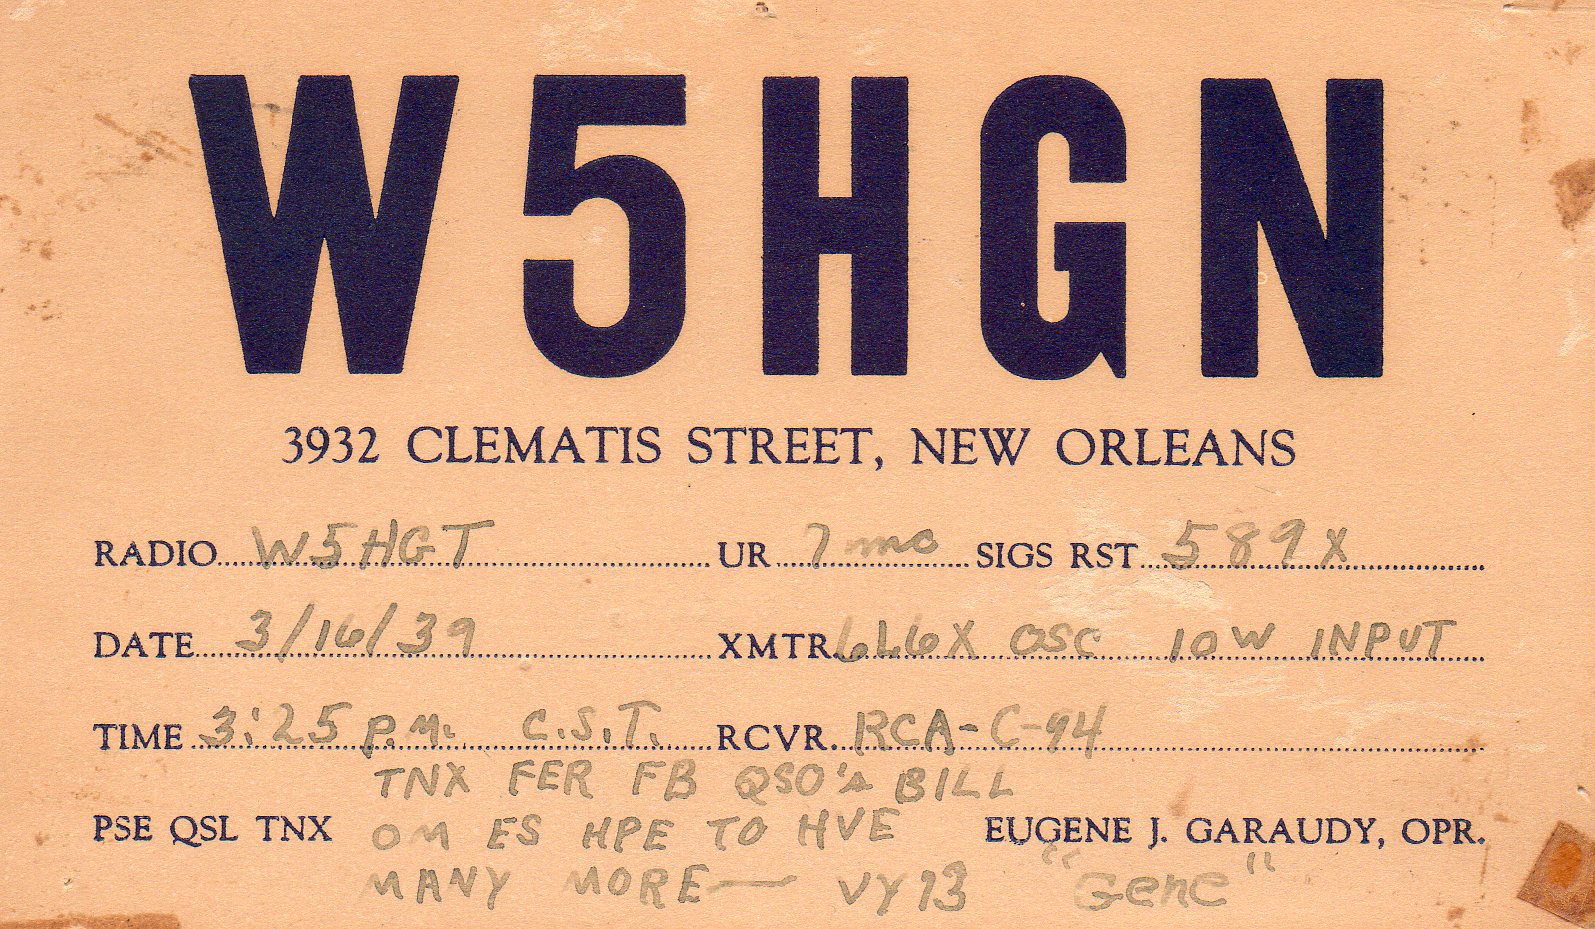 W5HGN
3932 CLEMATIS STREET, NEW ORLEANS
RADIO W5HGT UR 7 mc SIGS RST 589X
DATE 3/16/39 XMTR. 6L6X OSC 10W INPUT
TIME 3:25 P.M. C.S.T. RCVR. RCA-C-94
TNX FER FB QSO's BILL
PSE QSL TNX OM ES HPE TO HVE EUGENE J. GARAUDY, OPR.
MANY MORE — VY 73 "Gene"